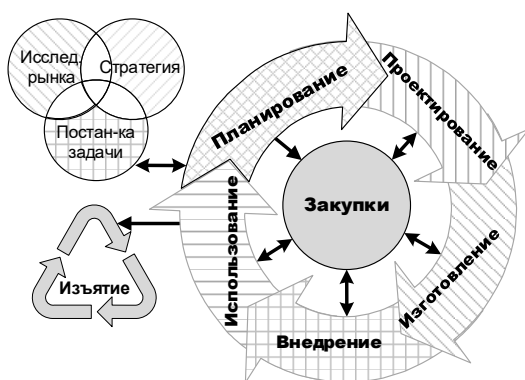 Исслед.
рынка
Стратегия
Постан-ка
задачи
Планирование
Проектирование
Закупки
Изготовление
Внедрение
Использование
Изъятие